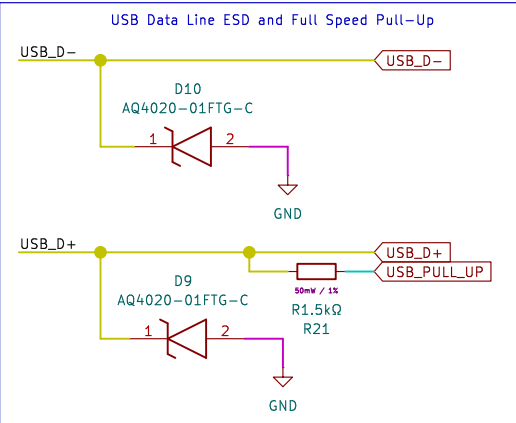 USB Data Line ESD and Full Speed Pull-Up
USB_D-
USB_D-
D10
AQ4020-01FTG-C
1
2
GND
USB_D+
USB_D+
USB_PULL_UP
50mW / 1%
D9
AQ4020-01FTG-C
R1.5kΩ
R21
1
2
GND